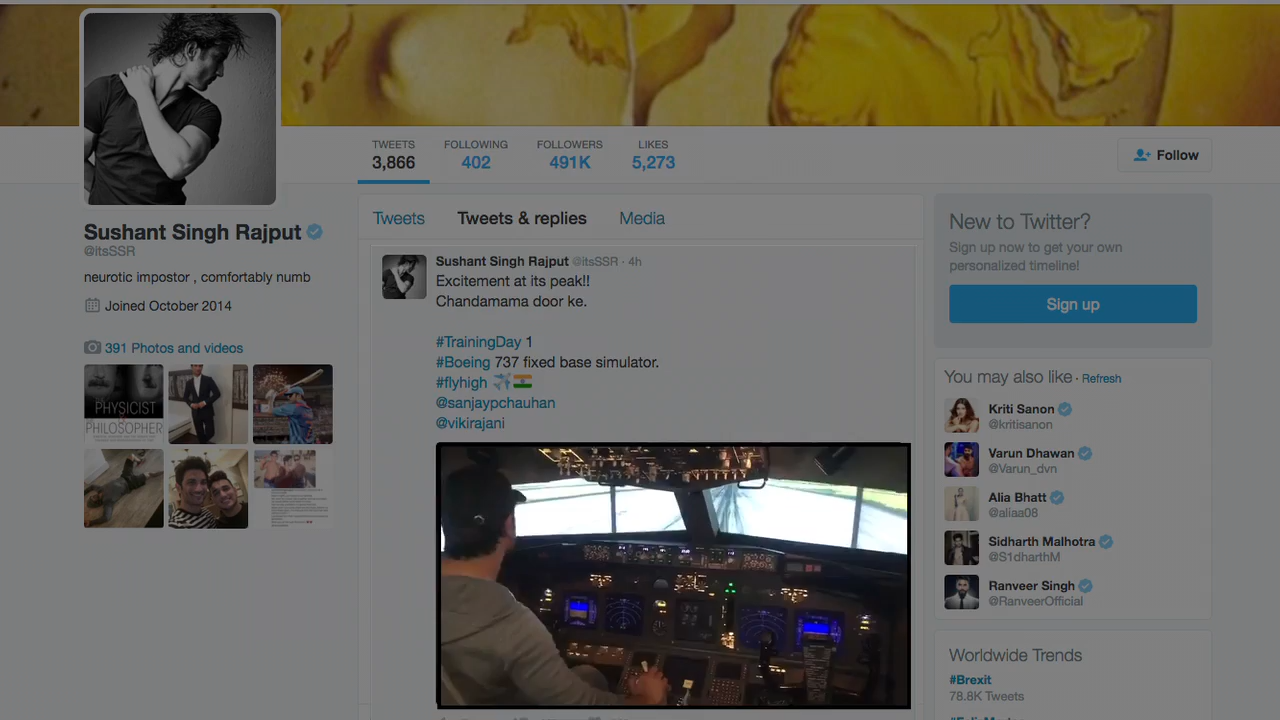 TWEETS
3,866
FOLLOWING
402
FOLLOWERS
491K
LIKES
5,273
Follow
Sushant Singh Rajput
@itsSSR
neurotic impostor , comfortably numb
Joined October 2014
391 Photos and videos
THE PHYSICIST
PHILOSOPHER
Tweets
Tweets & replies
Media
Sushant Singh Rajput @itsSSR · 4h
Excitement at its peak!!
Chandamama door ke.
#TrainingDay 1
#Boeing 737 fixed base simulator.
#flyhigh ✈️🇮🇳
@sanjaypchauhan
@vikirajani
New to Twitter?
Sign up now to get your own
personalized timeline!
Sign up
You may also like · Refresh
Kriti Sanon
@kritisanon
Varun Dhawan
@Varun_dvn
Alia Bhatt
@aliaa08
Sidharth Malhotra
@S1dharthM
Ranveer Singh
@RanveerOfficial
Worldwide Trends
#Brexit
78.8K Tweets